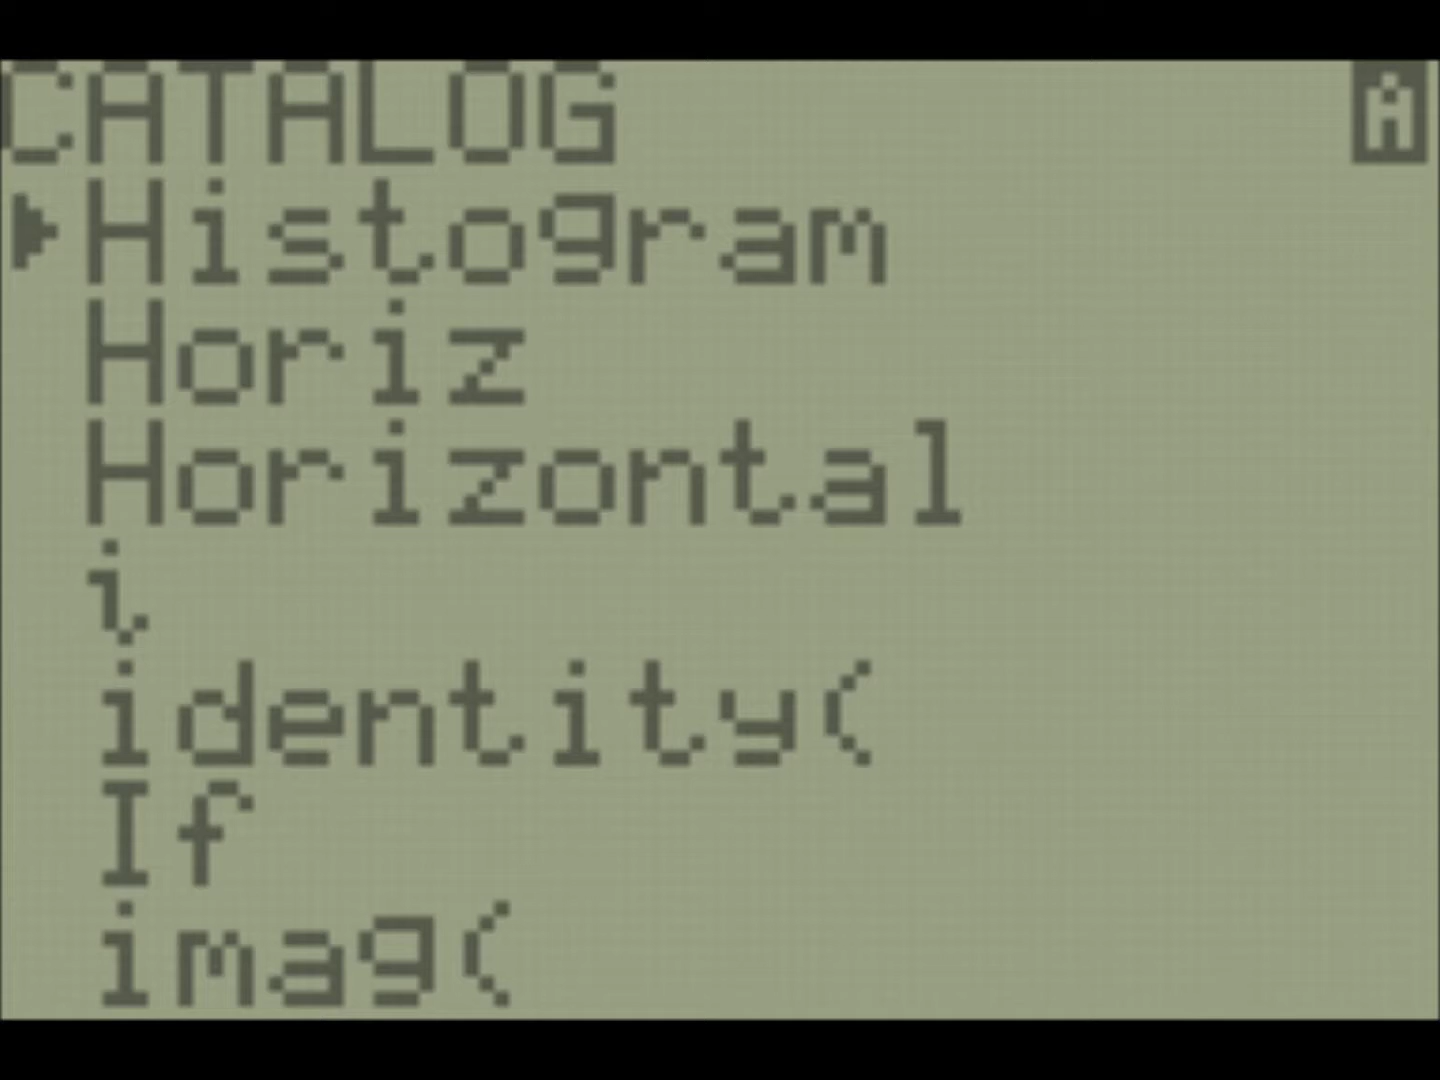 CATALOG A
Histogram
Horiz
Horizontal
i
identity(
If
imag(